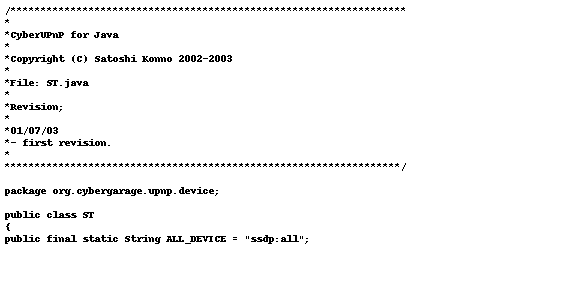 /******************************************************************
*
*CyberUPnP for Java
*
*Copyright (C) Satoshi Konno 2002-2003
*
*File: ST.java
*
*Revision;
*
*01/07/03
*- first revision.
*
******************************************************************/
package org.cybergarage.upnp.device;
public class ST
{
public final static String ALL_DEVICE = "ssdp:all";